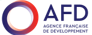 AFD
AGENCE FRANÇAISE
DE DÉVELOPPEMENT